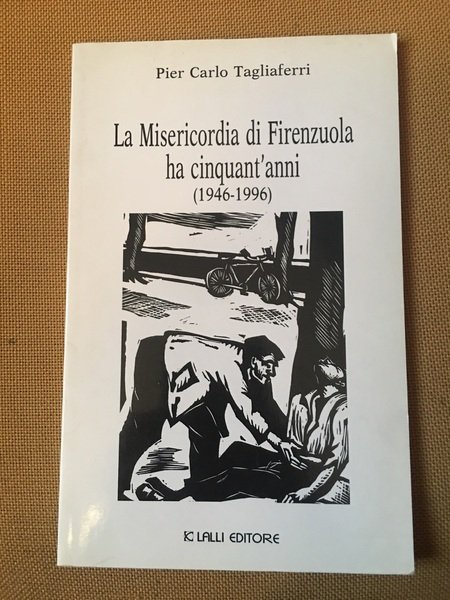 Pier Carlo Tagliaferri
La Misericordia di Firenzuola
ha cinquant'anni
(1946-1996)
LALLI EDITORE